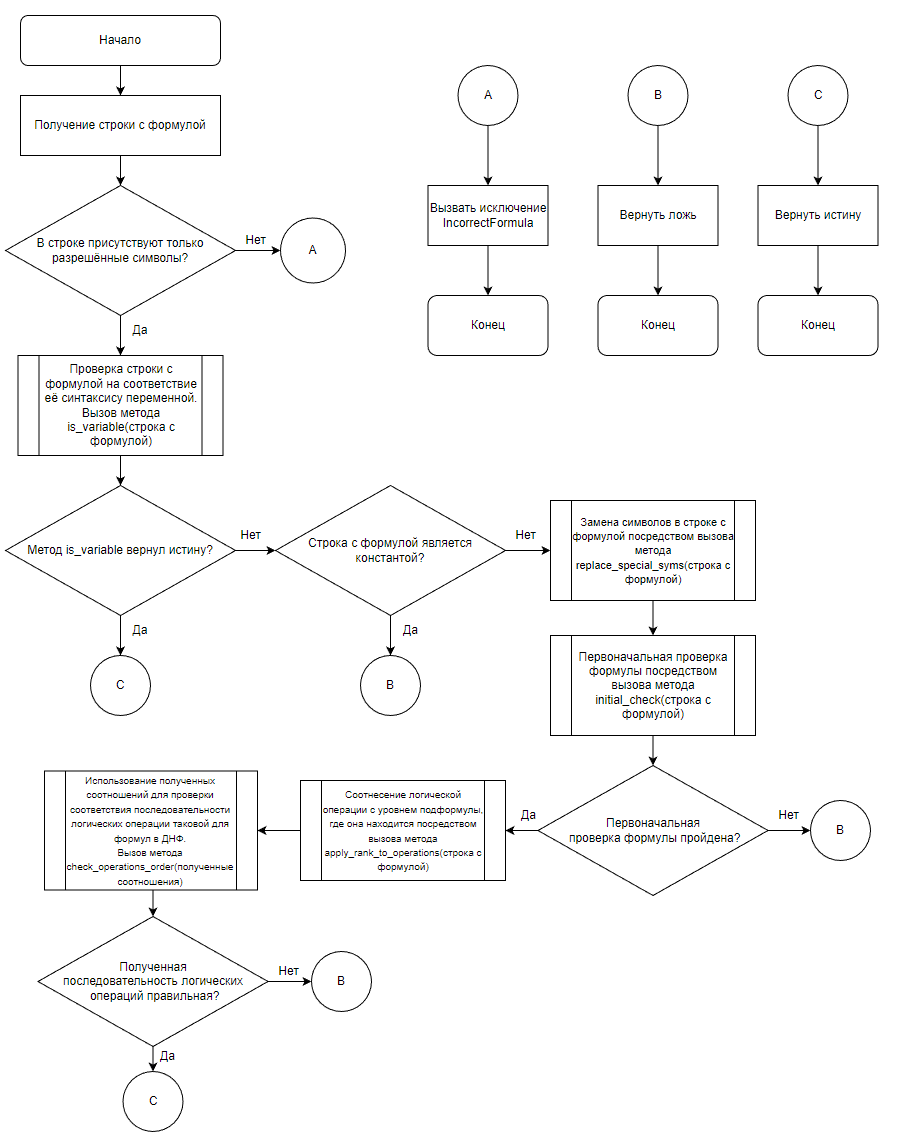 Начало
Получение строки с формулой
В строке присутствуют только
разрешённые символы?
Нет
A
Да
Проверка строки с
формулой на соответствие
её синтаксису переменной.
Вызов метода
is_variable(строка с
формулой)
Метод is_variable вернул истину?
Нет
Да
C
Строка с формулой является
константой?
Нет
Да
B
Замена символов в строке с
формулой посредством вызова
метода
replace_special_syms(строка с
формулой)
Первоначальная проверка
формулы посредством
вызова метода
initial_check(строка с
формулой)
Первоначальная
проверка формулы пройдена?
Нет
B
Да
Соотнесение логической
операции с уровнем подформулы,
где она находится посредством
вызова метода
apply_rank_to_operations(строка с
формулой)
Использование полученных
соотношений для проверки
соответствия последовательности
логических операции таковой для
формул в ДНФ.
Вызов метода
check_operations_order(полученные
соотношения)
Полученная
последовательность логических
операций правильная?
Нет
B
Да
C
A
Вызвать исключение
IncorrectFormula
Конец
B
Вернуть ложь
Конец
C
Вернуть истину
Конец